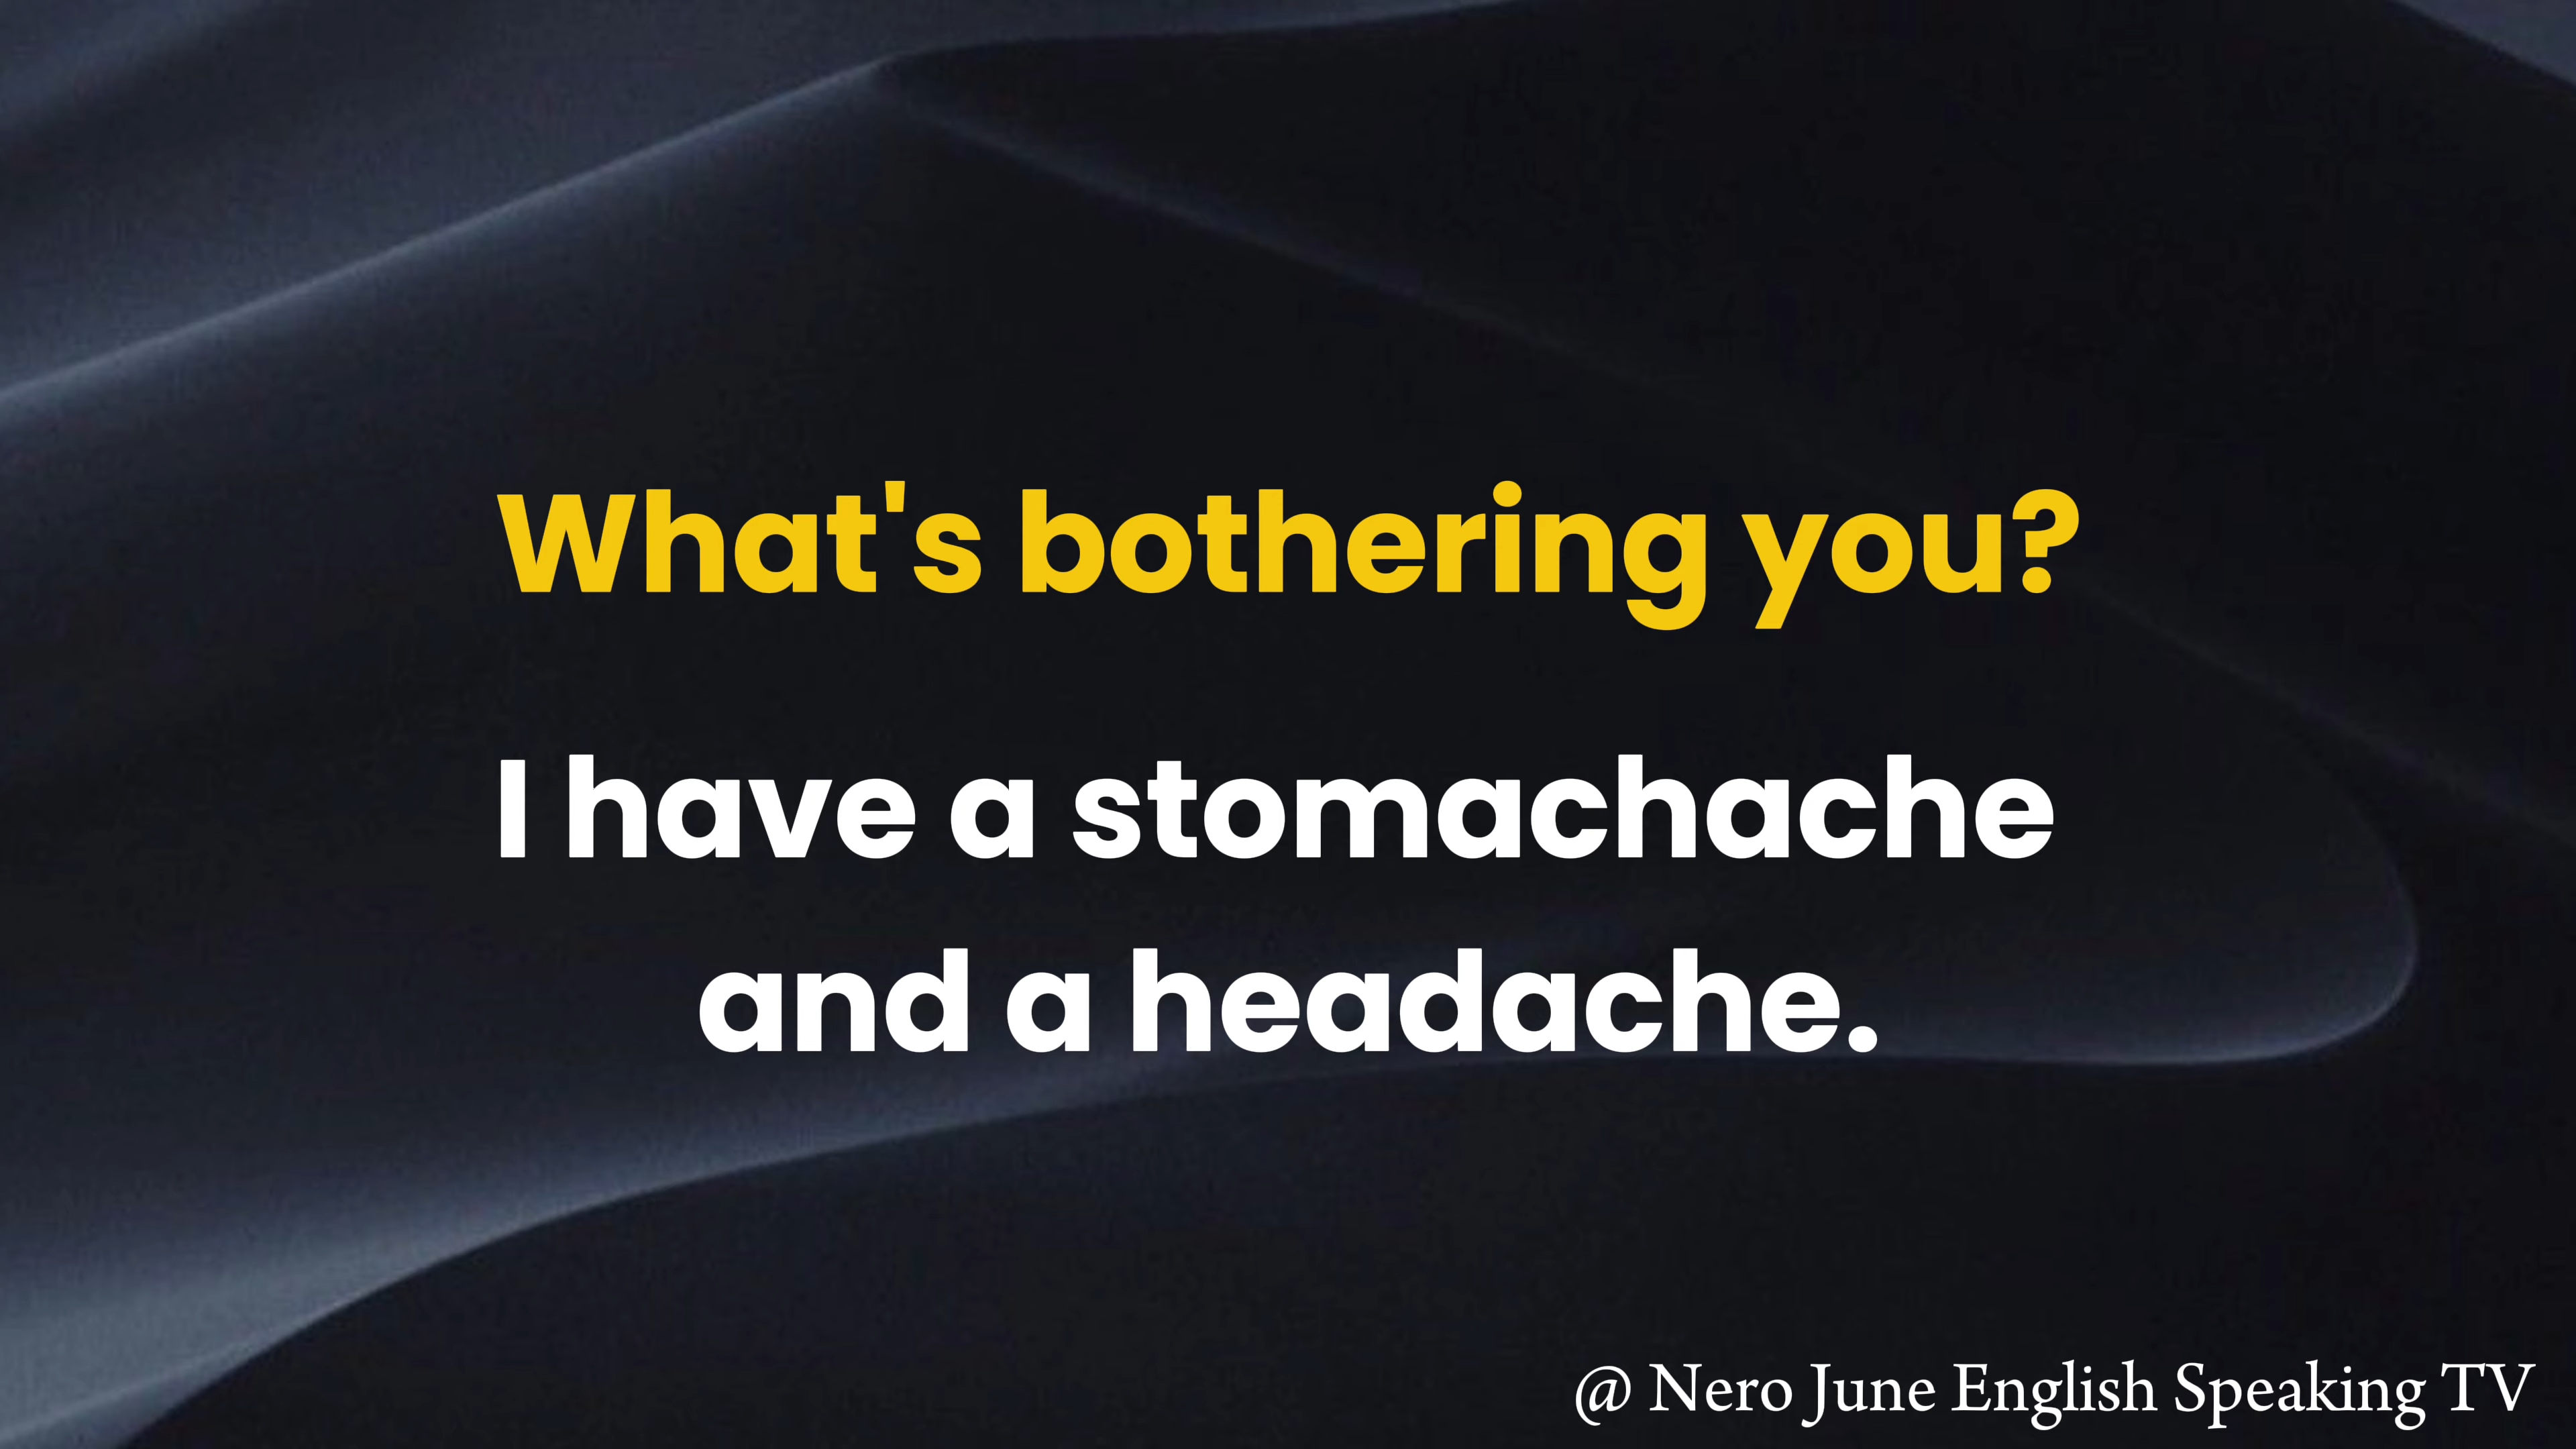 What's bothering you?
I have a stomachache
and a headache.
@ Nero June English Speaking TV